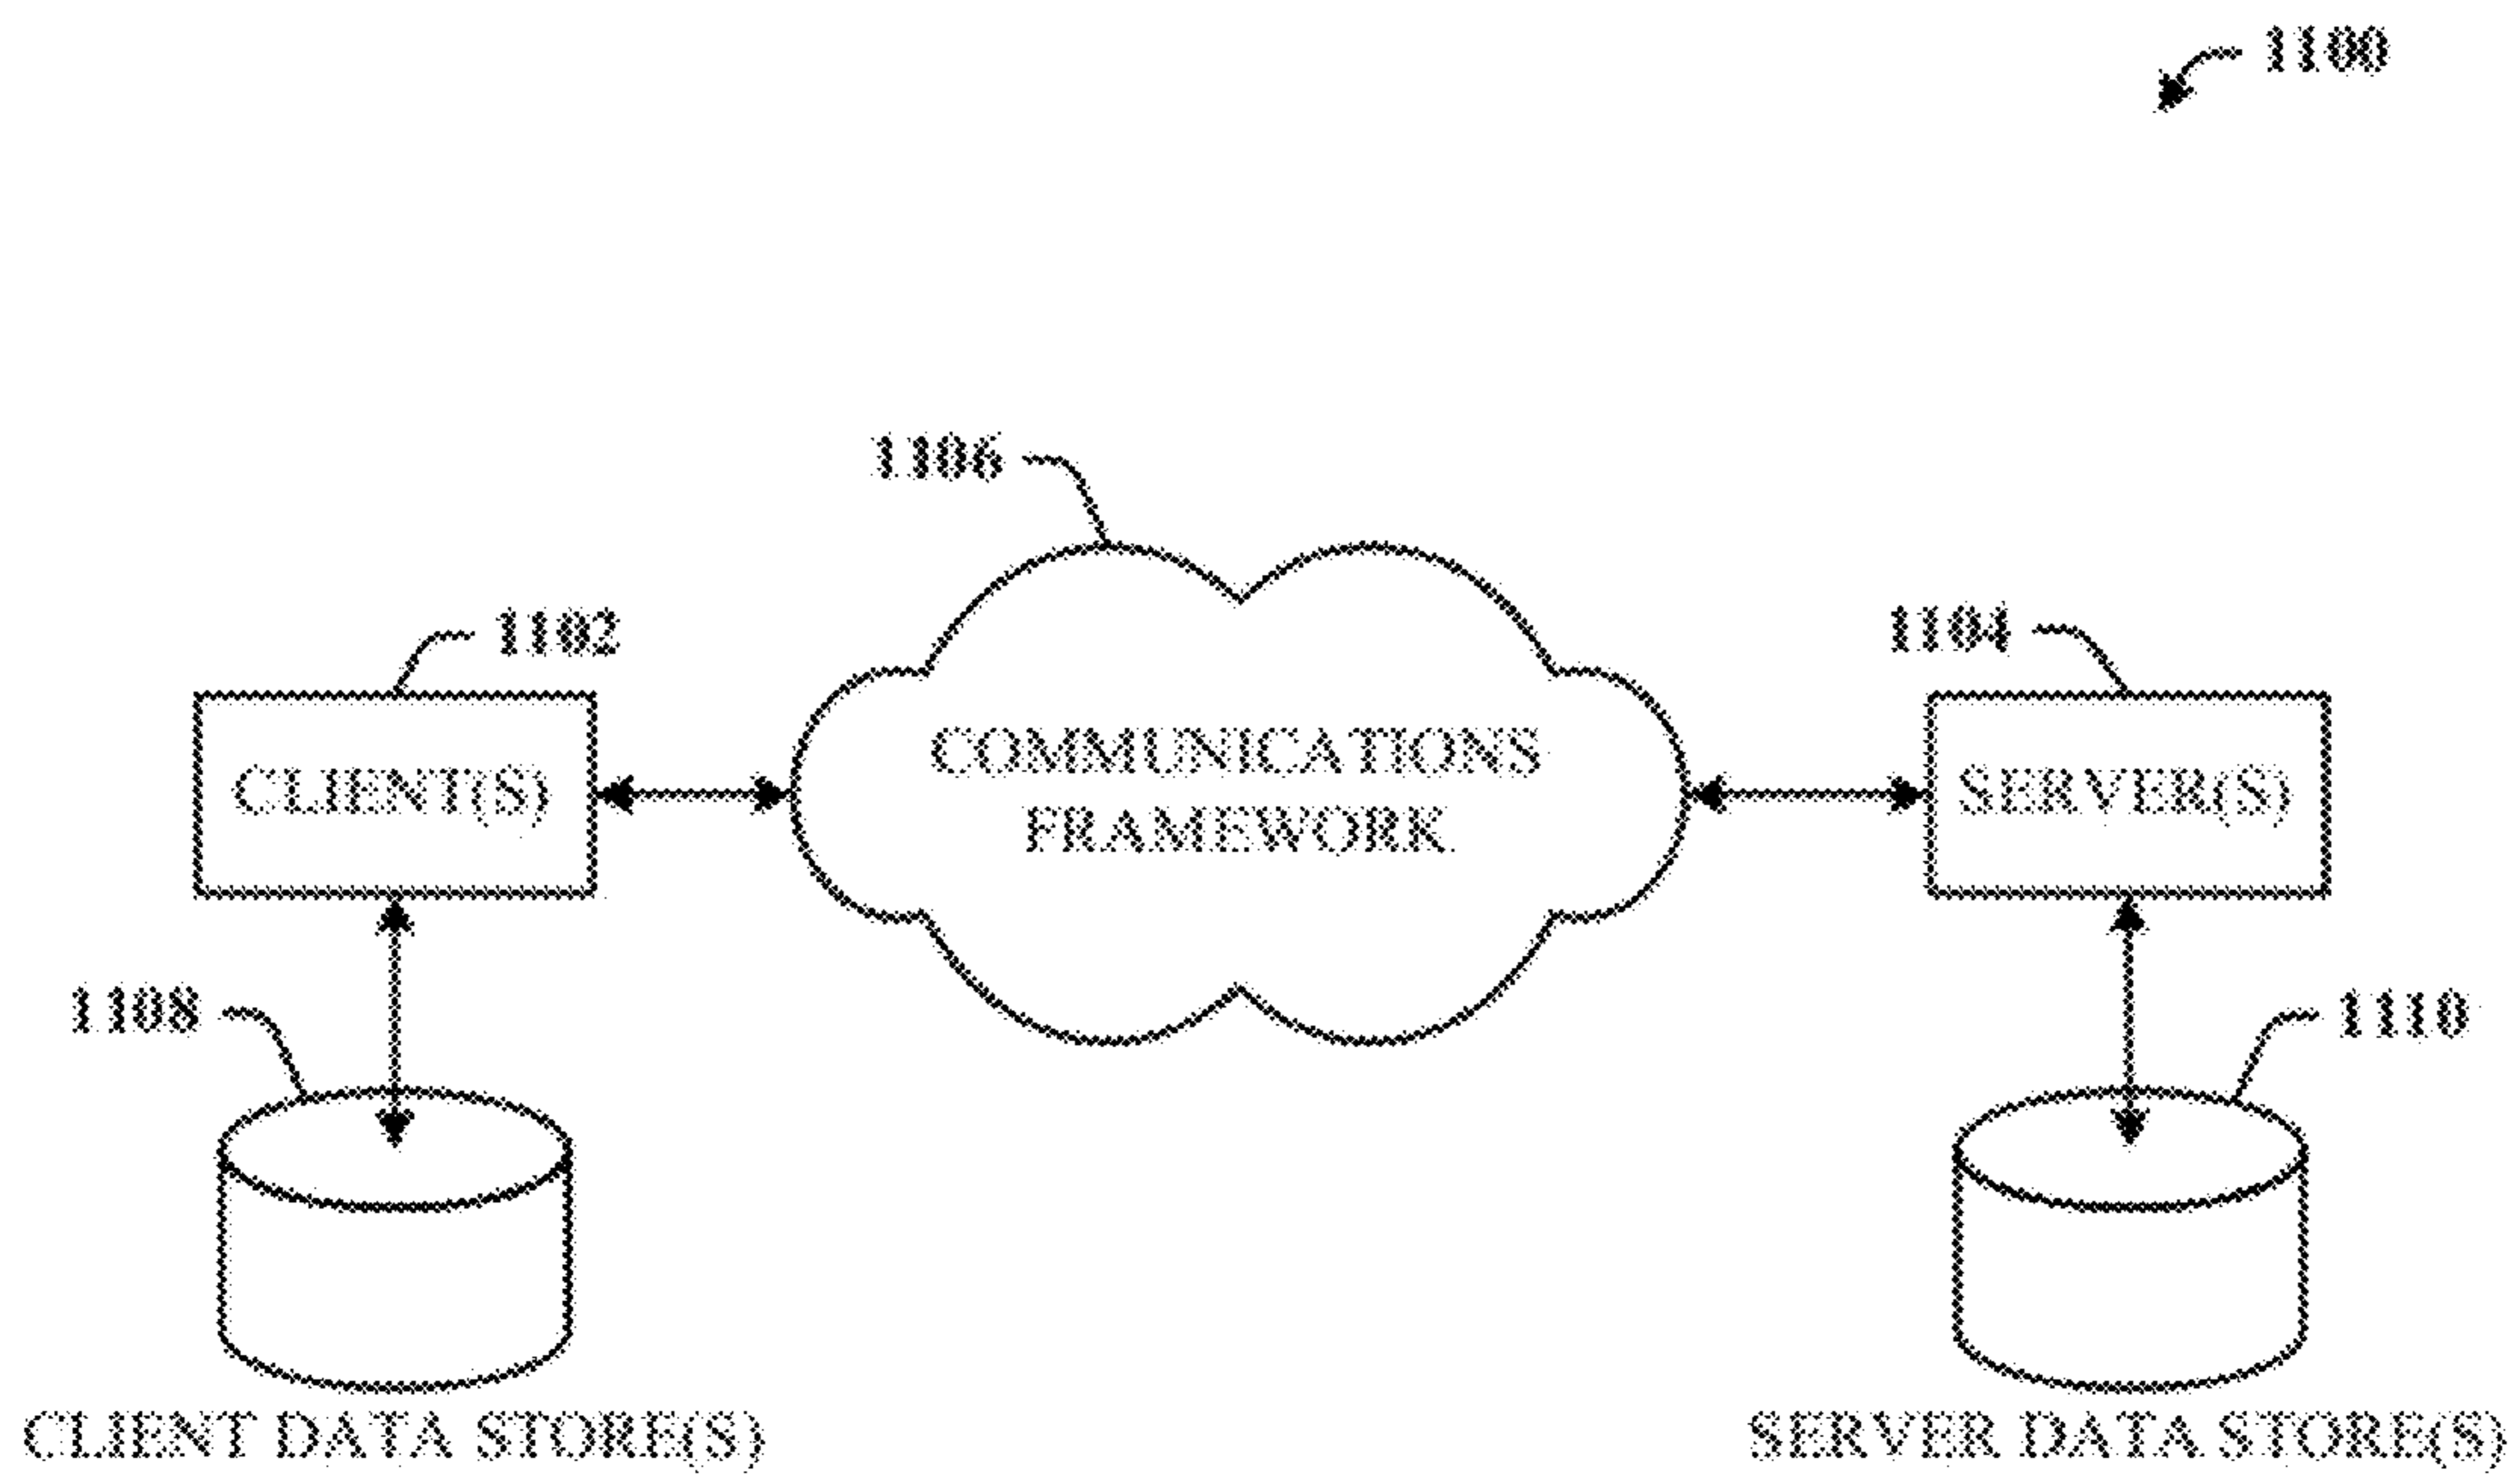 1100
1106
1102
1104
COMMUNICATIONS
FRAMEWORK
CLIENT(S)
SERVER(S)
1108
1110
CLIENT DATA STORE(S)
SERVER DATA STORE(S)